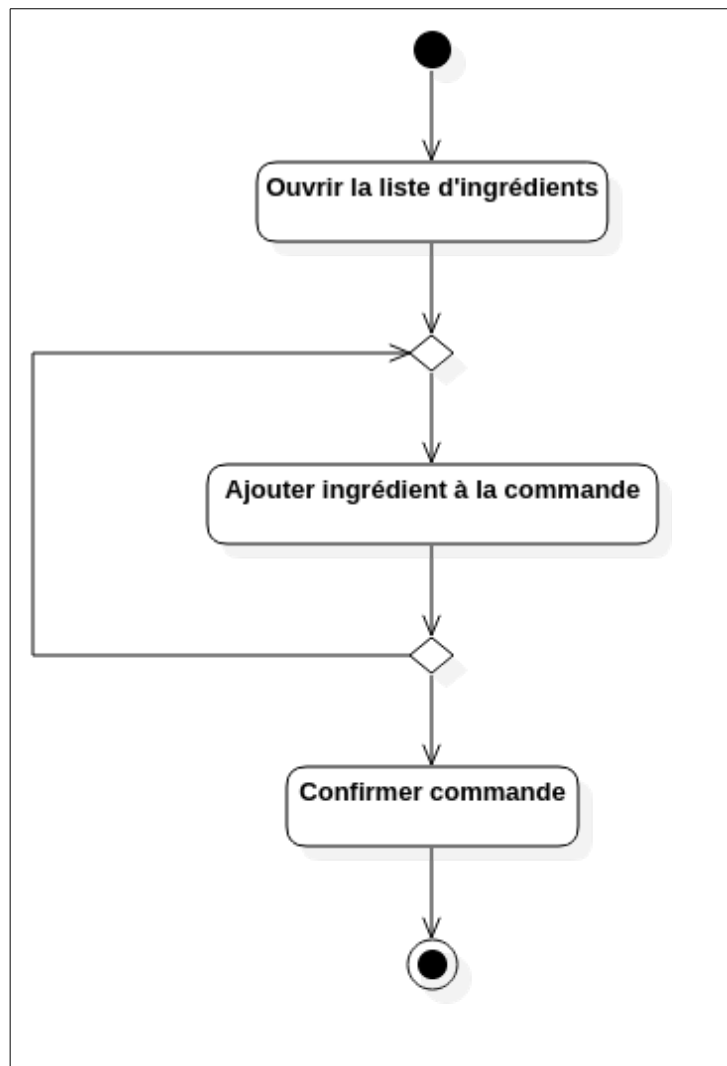 Ouvrir la liste d'ingrédients
Ajouter ingrédient à la commande
Confirmer commande